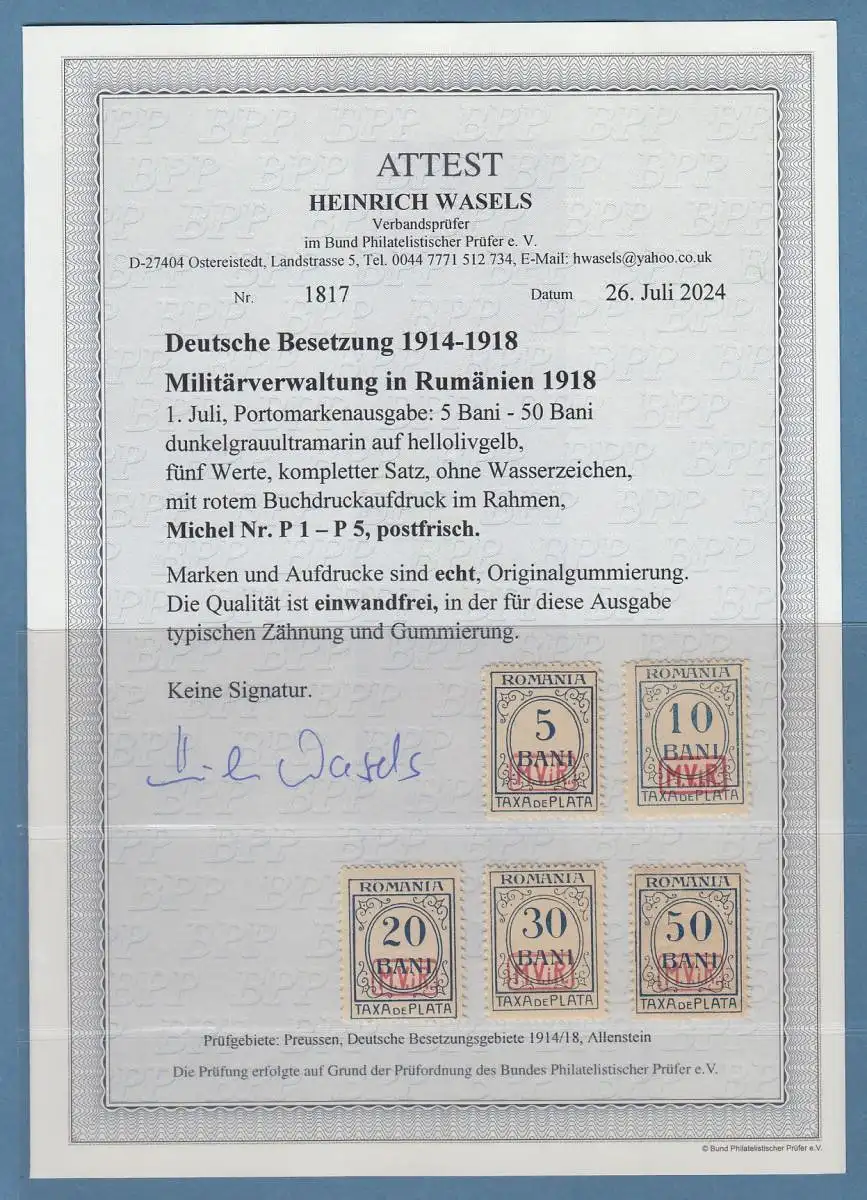 ATTEST
HEINRICH WASELS
Verbandsprüfer
im Bund Philatelistischer Prüfer e. V.
D-27404 Ostereistedt, Landstrasse 5, Tel. 0044 7771 512 734, E-Mail: hwasels@yahoo.co.uk
Nr. 1817 Datum 26. Juli 2024
Deutsche Besetzung 1914-1918
Militärverwaltung in Rumänien 1918
1. Juli, Portomarkenausgabe: 5 Bani - 50 Bani
dunkelgrauultramarin auf hellolivgelb,
fünf Werte, kompletter Satz, ohne Wasserzeichen,
mit rotem Buchdruckaufdruck im Rahmen,
Michel Nr. P 1 – P 5, postfrisch.
Marken und Aufdrucke sind echt, Originalgummierung.
Die Qualität ist einwandfrei, in der für diese Ausgabe
typischen Zähnung und Gummierung.
Keine Signatur.
Wasels
ROMANIA
5
BANI
M.V.i.R.
TAXA DE PLATA
ROMANIA
10
BANI
M.V.i.R.
TAXA DE PLATA
ROMANIA
20
BANI
M.V.i.R.
TAXA DE PLATA
ROMANIA
30
BANI
M.V.i.R.
TAXA DE PLATA
ROMANIA
50
BANI
M.V.i.R.
TAXA DE PLATA
Prüfgebiete: Preussen, Deutsche Besetzungsgebiete 1914/18, Allenstein
Die Prüfung erfolgte auf Grund der Prüfordnung des Bundes Philatelistischer Prüfer e.V.
© Bund Philatelistischer Prüfer e.V.